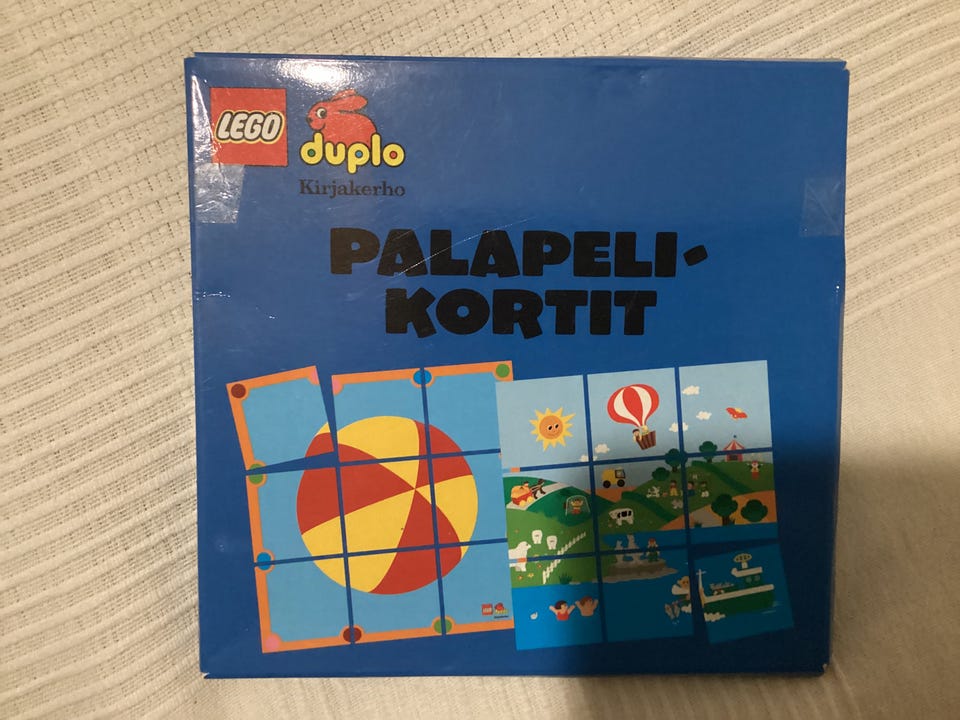 LEGO
duplo
Kirjakerho
PALAPELI-
KORTIT